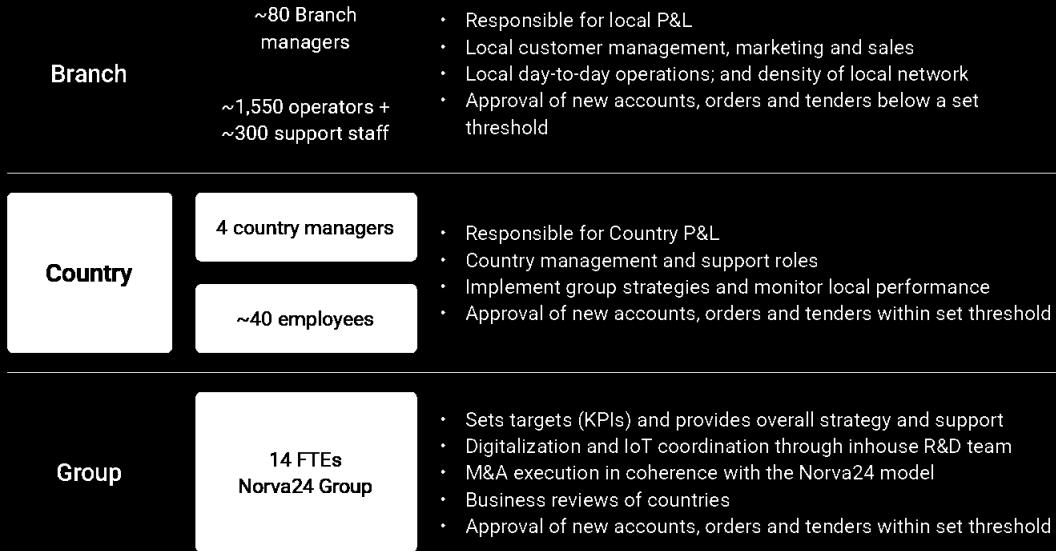 Branch
~80 Branch
managers
~1,550 operators +
~300 support staff
• Responsible for local P&L
• Local customer management, marketing and sales
• Local day-to-day operations; and density of local network
• Approval of new accounts, orders and tenders below a set
threshold
Country
4 country managers
~40 employees
• Responsible for Country P&L
• Country management and support roles
• Implement group strategies and monitor local performance
• Approval of new accounts, orders and tenders within set threshold
Group
14 FTEs
Norva24 Group
• Sets targets (KPIs) and provides overall strategy and support
• Digitalization and IoT coordination through inhouse R&D team
• M&A execution in coherence with the Norva24 model
• Business reviews of countries
• Approval of new accounts, orders and tenders within set threshold